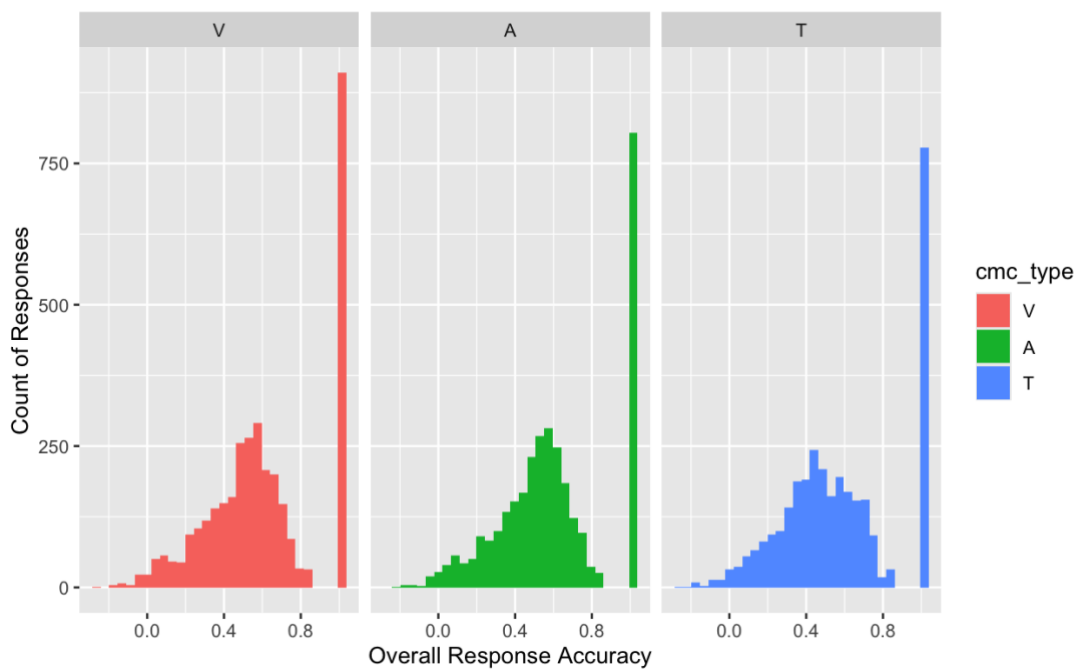 V A T
750
500
250
0
Count of Responses
0.0 0.4 0.8 0.0 0.4 0.8 0.0 0.4 0.8
Overall Response Accuracy
cmc_type
V
A
T